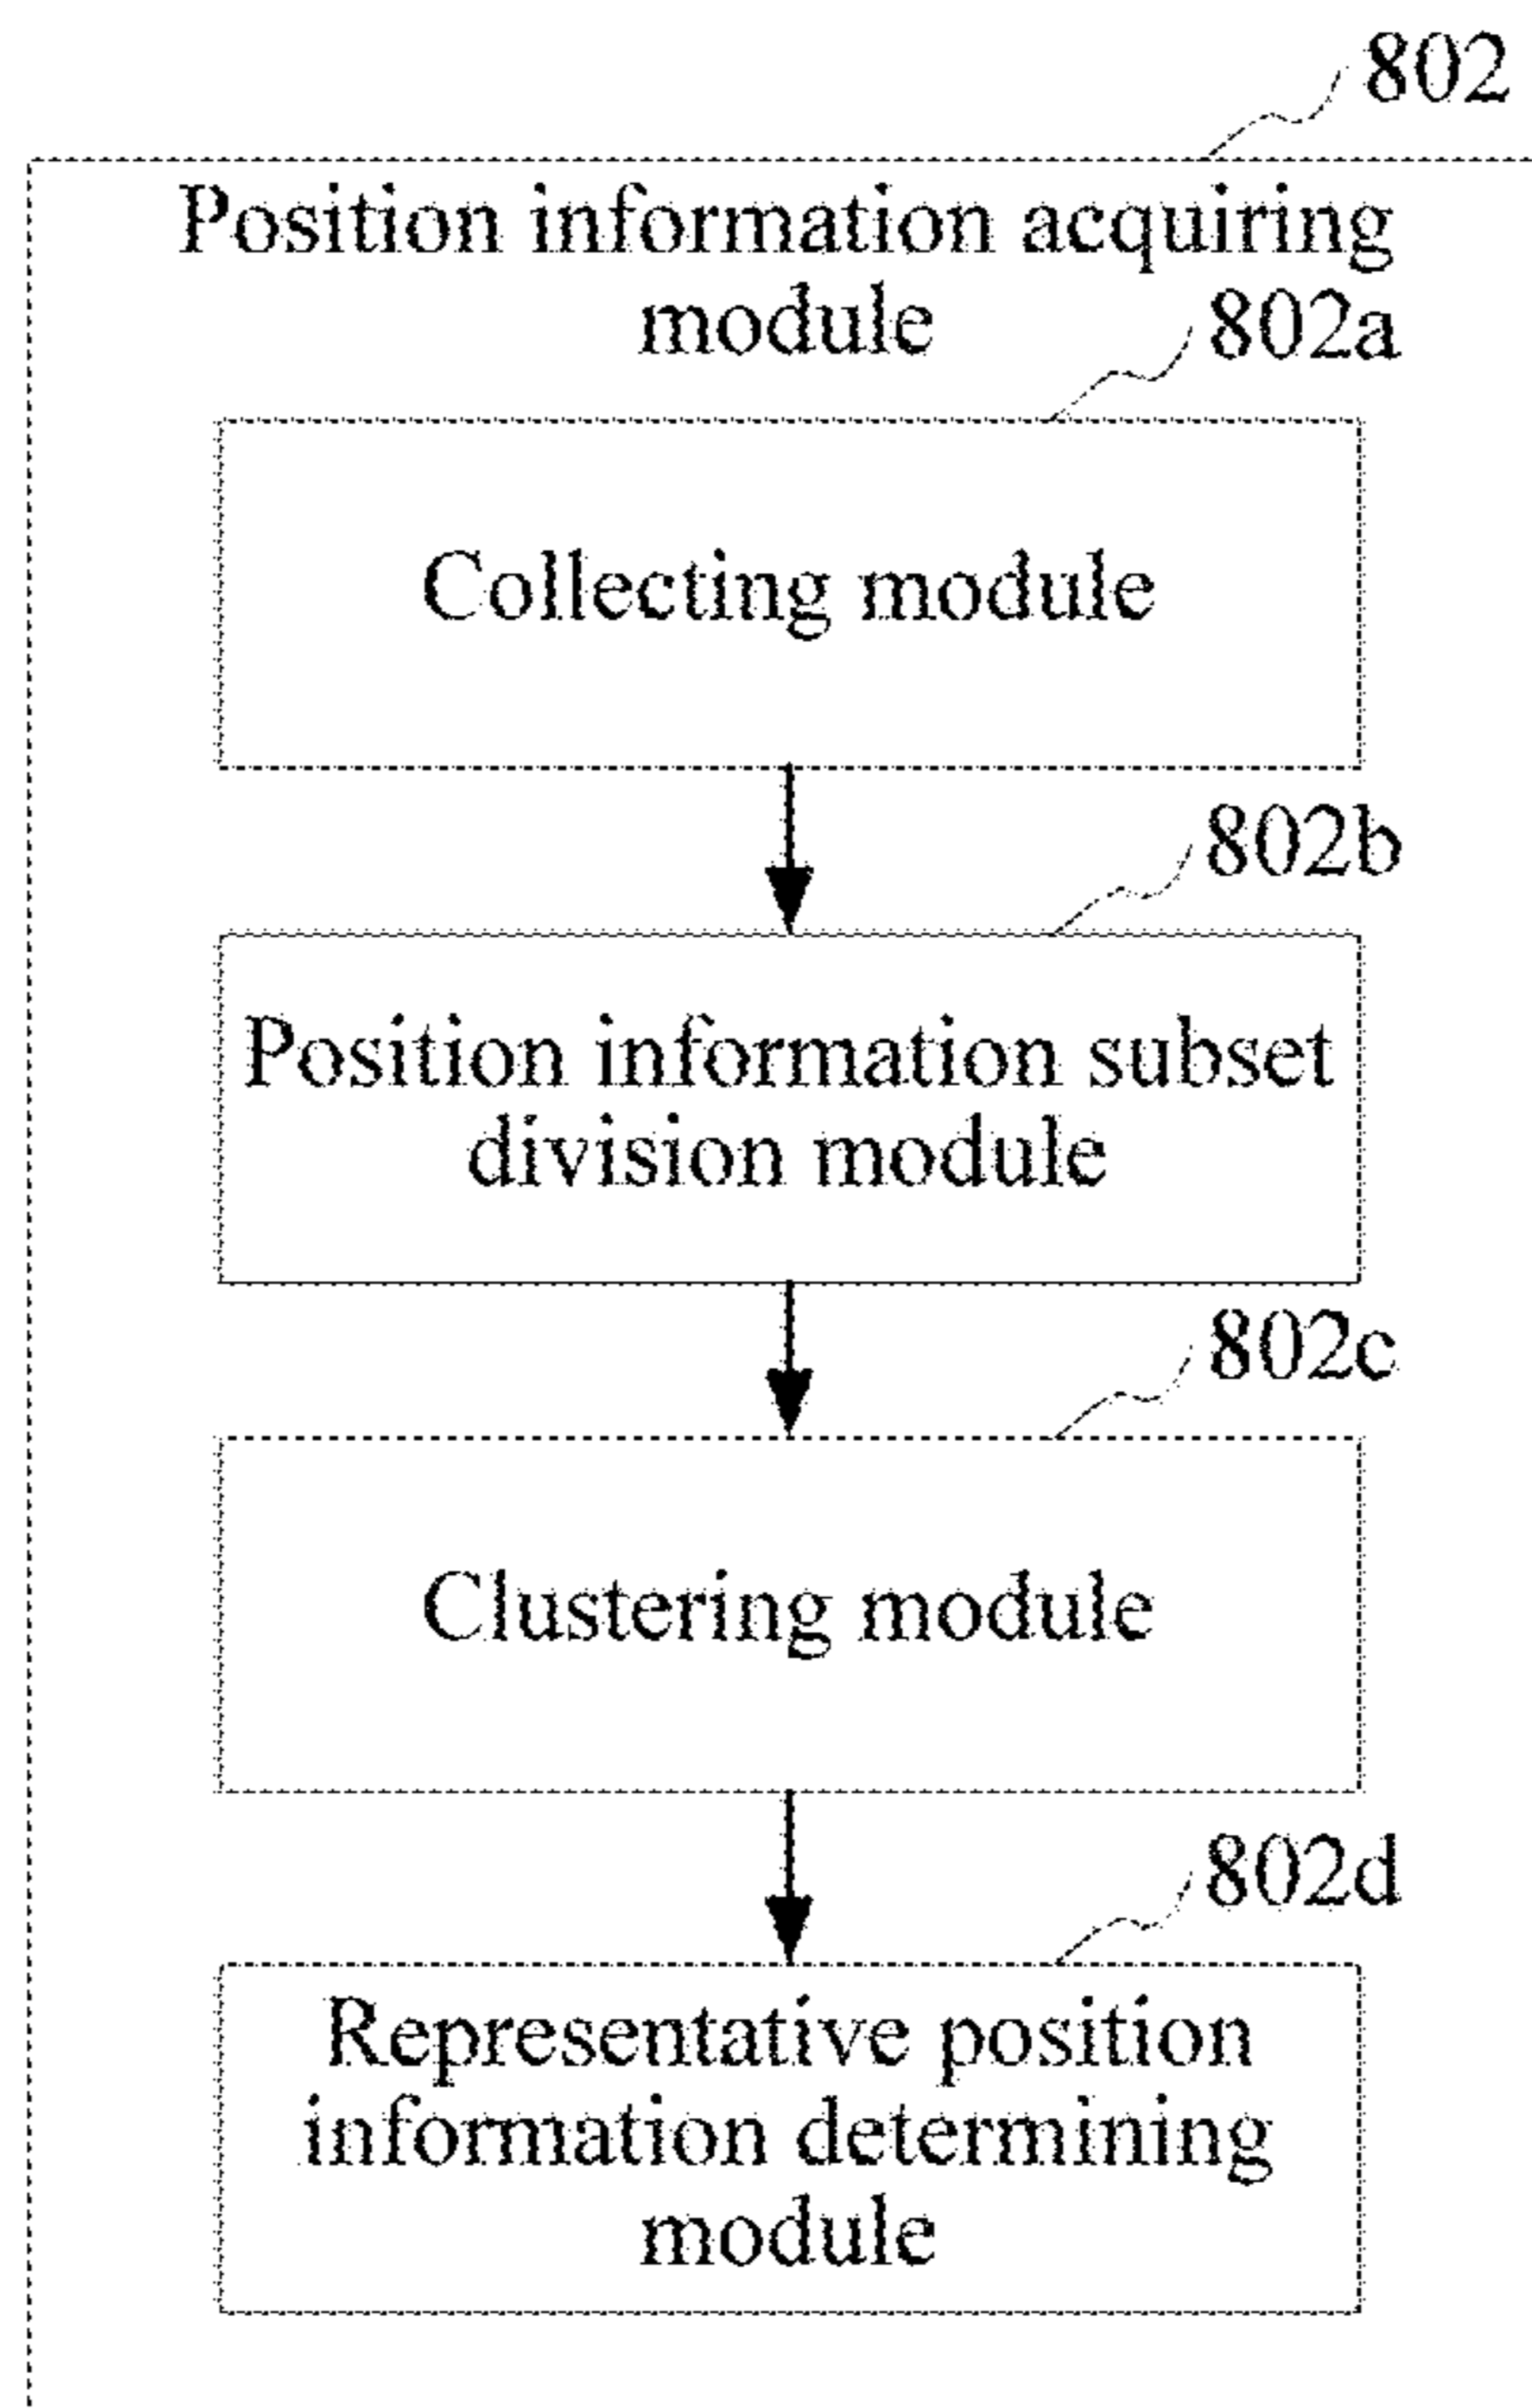 802
Position information acquiring
module
802a
Collecting module
802b
Position information subset
division module
802c
Clustering module
802d
Representative position
information determining
module